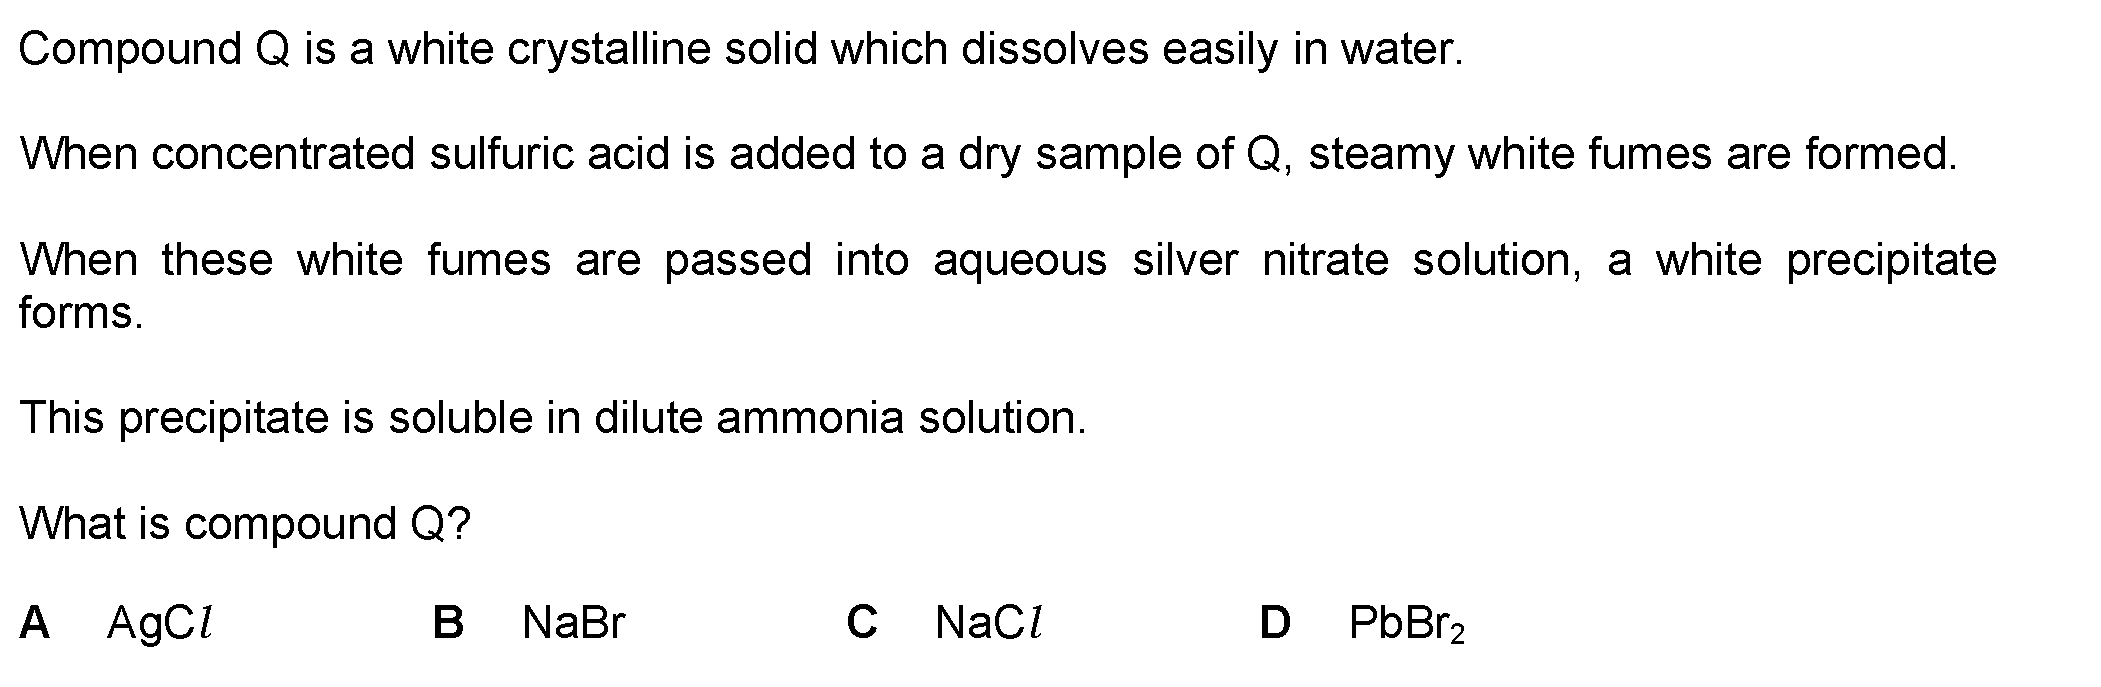 Compound Q is a white crystalline solid which dissolves easily in water.
When concentrated sulfuric acid is added to a dry sample of Q, steamy white fumes are formed.
When these white fumes are passed into aqueous silver nitrate solution, a white precipitate
forms.
This precipitate is soluble in dilute ammonia solution.
What is compound Q?
A AgCl B NaBr C NaCl D PbBr₂